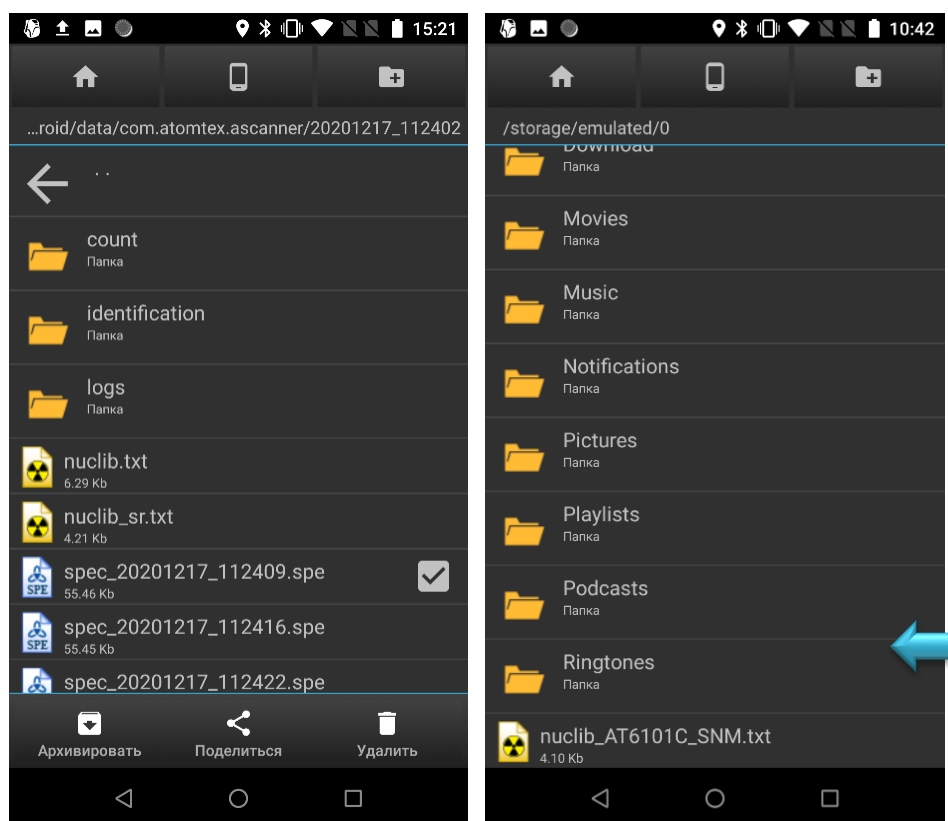 15:21
...roid/data/com.atomtex.ascanner/20201217_112402
. .
count
Папка
identification
Папка
logs
Папка
nuclib.txt
6.29 Kb
nuclib_sr.txt
4.21 Kb
spec_20201217_112409.spe
SPE
55.46 Kb
spec_20201217_112416.spe
SPE
55.45 Kb
spec_20201217_112422.spe
Архивировать
Поделиться
Удалить
10:42
/storage/emulated/0
Download
Папка
Movies
Папка
Music
Папка
Notifications
Папка
Pictures
Папка
Playlists
Папка
Podcasts
Папка
Ringtones
Папка
nuclib_AT6101C_SNM.txt
4.10 Kb